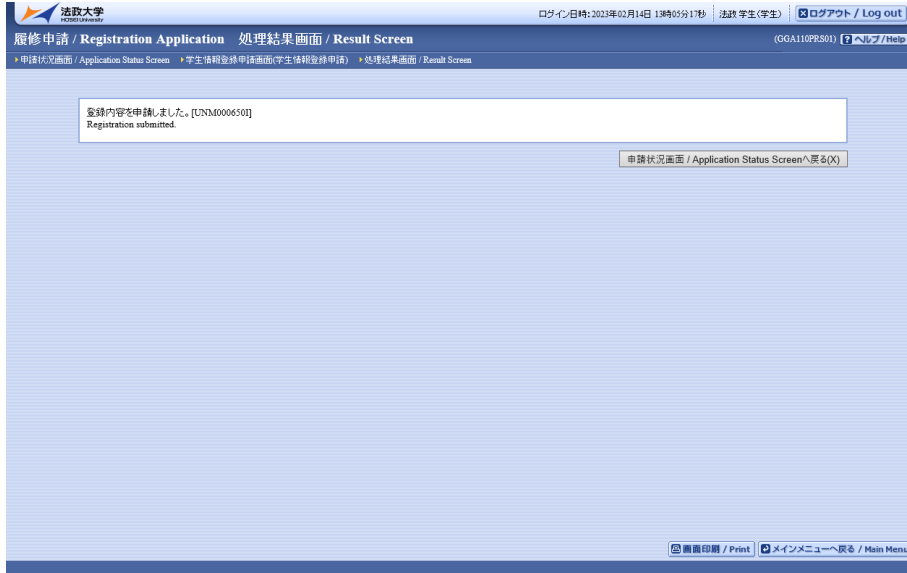 法政大学
HOSEI University
ログイン日時:2023年02月14日 13時05分17秒
法政 学生(学生)
ログアウト / Log out
履修申請 / Registration Application 処理結果画面 / Result Screen
(GGA110PRS01)
ヘルプ/Help
申請状況画面 / Application Status Screen
学生情報登録申請画面(学生情報登録申請)
処理結果画面 / Result Screen
登録内容を申請しました。[UNM000650I]
Registration submitted.
申請状況画面 / Application Status Screenへ戻る(X)
画面印刷 / Print
メインメニューへ戻る / Main Menu